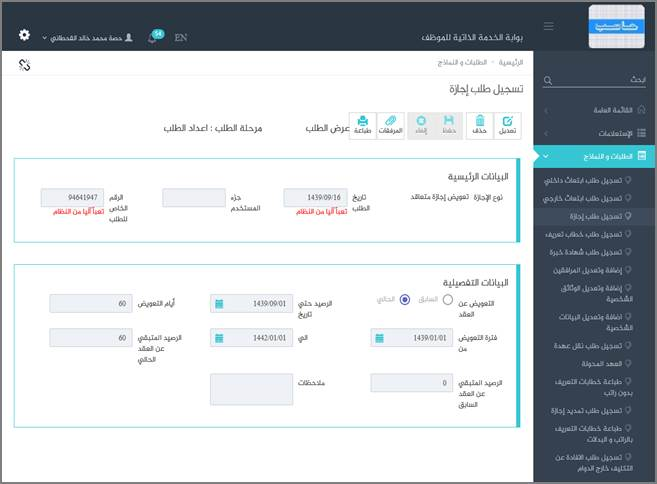 حاسب
بوابة الخدمة الذاتية للموظف
EN
54
حصة محمد خالد القحطاني
ابحث
القائمة العامة
الإستعلامات
الطلبات و النماذج
تسجيل طلب ابتعاث داخلي
تسجيل طلب ابتعاث خارجي
تسجيل طلب إجازة
تسجيل طلب خطاب تعريف
تسجيل طلب شهادة خبرة
إضافة وتعديل المرافقين
إضافة وتعديل الوثائق
الشخصية
اضافة وتعديل البيانات
الشخصية
تسجيل طلب نقل عهدة
العهد المحولة
طباعة خطابات التعريف
بدون راتب
تسجيل طلب تمديد إجازة
طباعة خطابات التعريف
بالراتب و البدلات
تسجيل طلب الافادة عن
التكليف خارج الدوام
الرئيسية - الطلبات و النماذج
تسجيل طلب إجازة
تعديل
حذف
حفظ
إلغاء
المرفقات
طباعة
عرض الطلب
مرحلة الطلب : اعداد الطلب
البيانات الرئيسية
نوع الإجازة تعويض إجازة متعاقد
تاريخ
الطلب
1439/09/16
تعبأ آليا من النظام
جزء
المستخدم
الرقم
الخاص
للطلب
94641947
تعبأ آليا من النظام
البيانات التفصيلية
التعويض عن
العقد
السابق
الحالي
الرصيد حتي
تاريخ
1439/09/01
أيام التعويض
60
فترة التعويض
من
1439/01/01
الي
1442/01/01
الرصيد المتبقي
عن العقد
الحالي
60
الرصيد المتبقي
عن العقد
السابق
0
ملاحظات